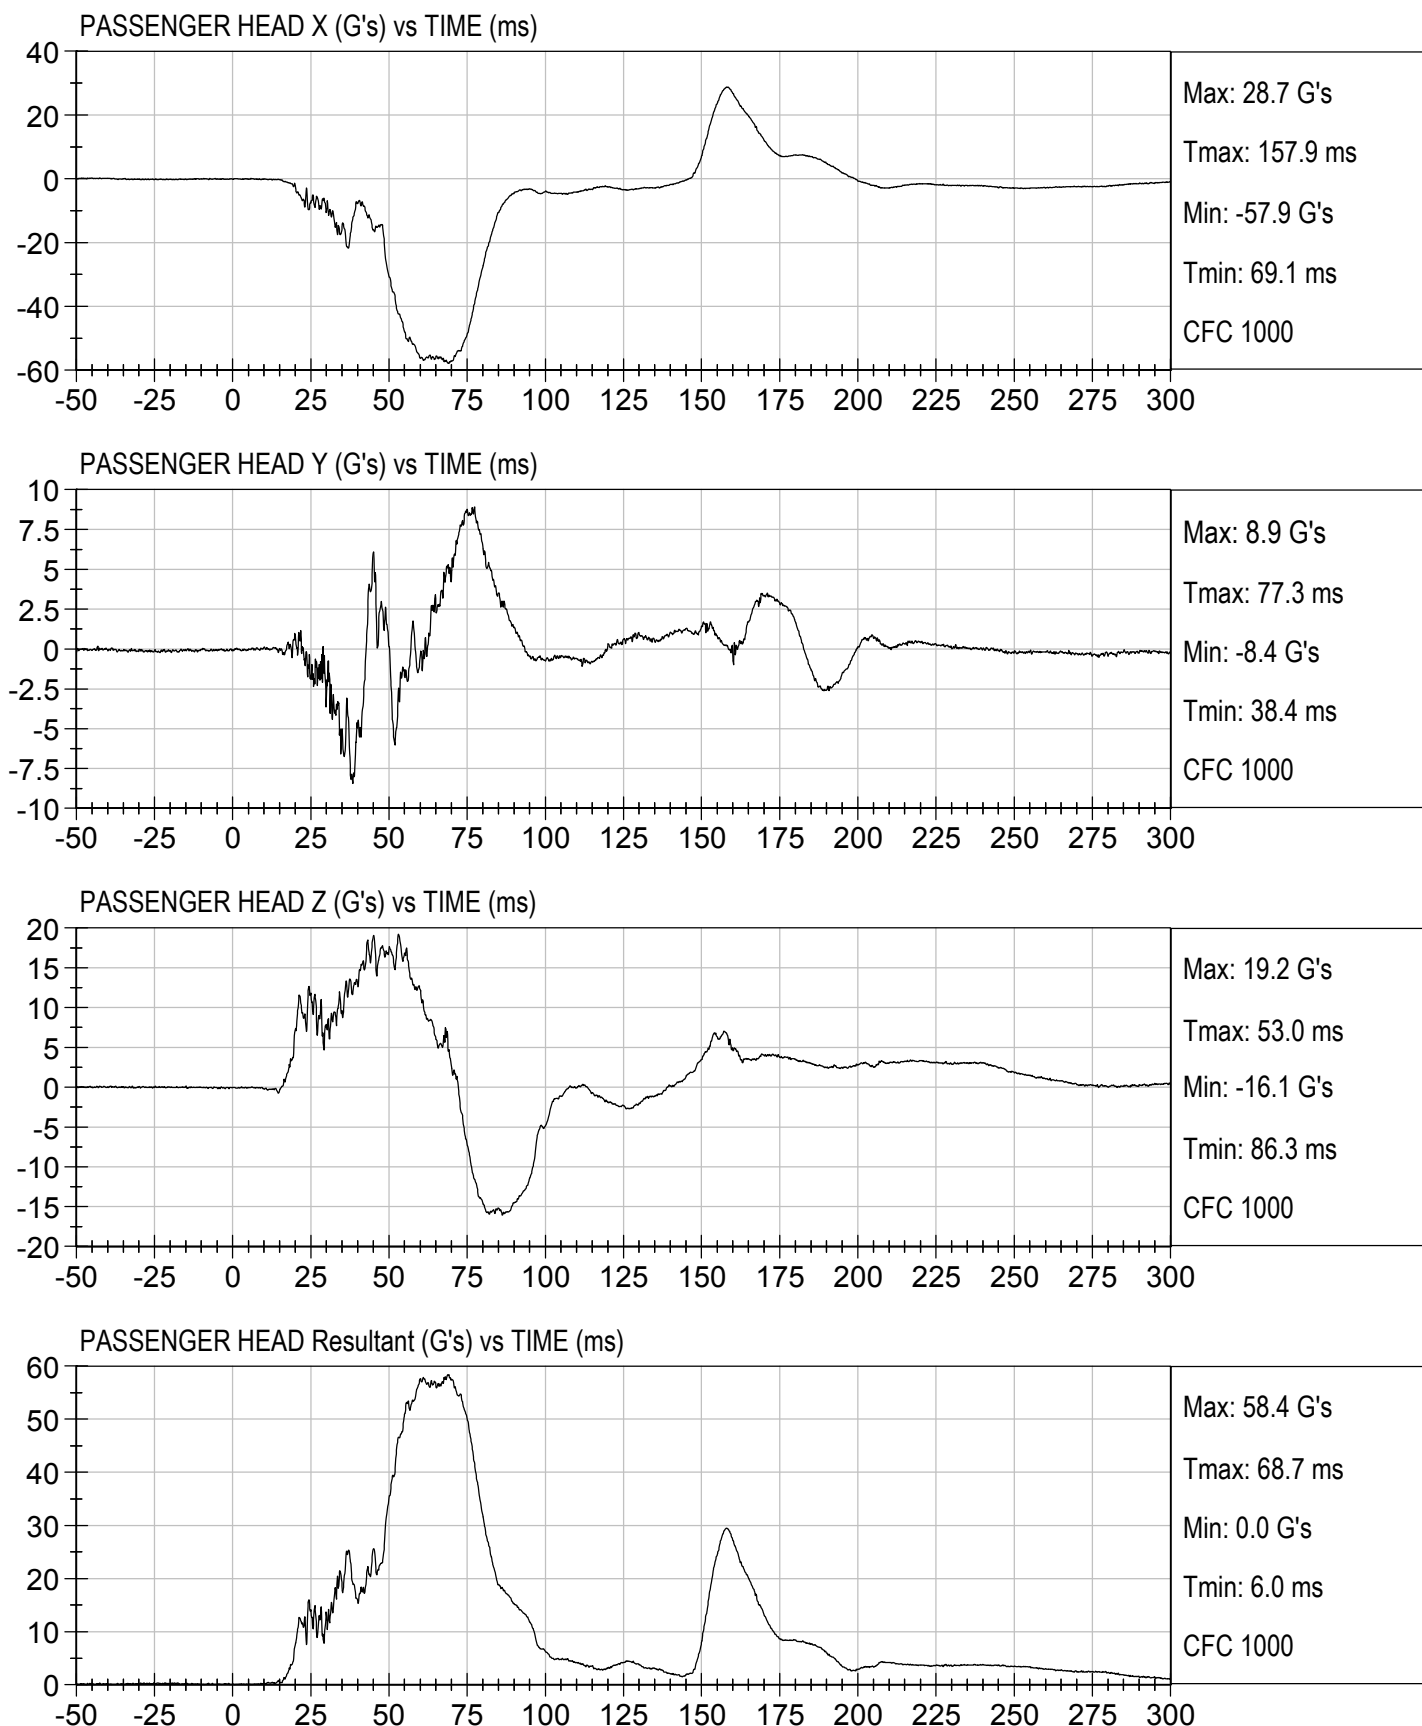 PASSENGER HEAD X (G's) vs TIME (ms)
40
20
0
-20
-40
-60
-50 -25 0 25 50 75 100 125 150 175 200 225 250 275 300
Max: 28.7 G's
Tmax: 157.9 ms
Min: -57.9 G's
Tmin: 69.1 ms
CFC 1000
PASSENGER HEAD Y (G's) vs TIME (ms)
10
7.5
5
2.5
0
-2.5
-5
-7.5
-10
-50 -25 0 25 50 75 100 125 150 175 200 225 250 275 300
Max: 8.9 G's
Tmax: 77.3 ms
Min: -8.4 G's
Tmin: 38.4 ms
CFC 1000
PASSENGER HEAD Z (G's) vs TIME (ms)
20
15
10
5
0
-5
-10
-15
-20
-50 -25 0 25 50 75 100 125 150 175 200 225 250 275 300
Max: 19.2 G's
Tmax: 53.0 ms
Min: -16.1 G's
Tmin: 86.3 ms
CFC 1000
PASSENGER HEAD Resultant (G's) vs TIME (ms)
60
50
40
30
20
10
0
-50 -25 0 25 50 75 100 125 150 175 200 225 250 275 300
Max: 58.4 G's
Tmax: 68.7 ms
Min: 0.0 G's
Tmin: 6.0 ms
CFC 1000